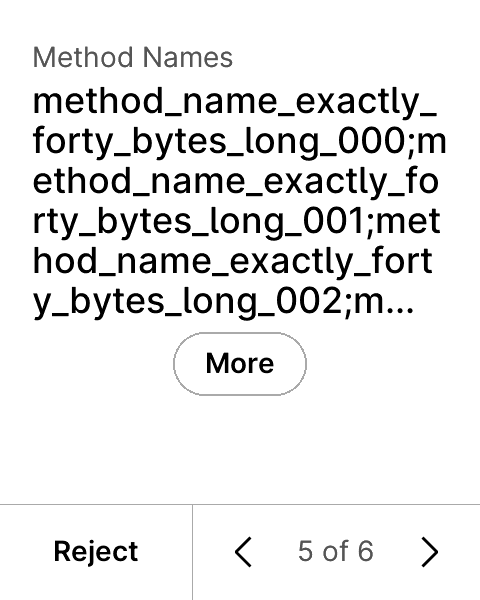 Method Names
method_name_exactly_
forty_bytes_long_000;m
ethod_name_exactly_fo
rty_bytes_long_001;met
hod_name_exactly_fort
y_bytes_long_002;m...
More
Reject
5 of 6